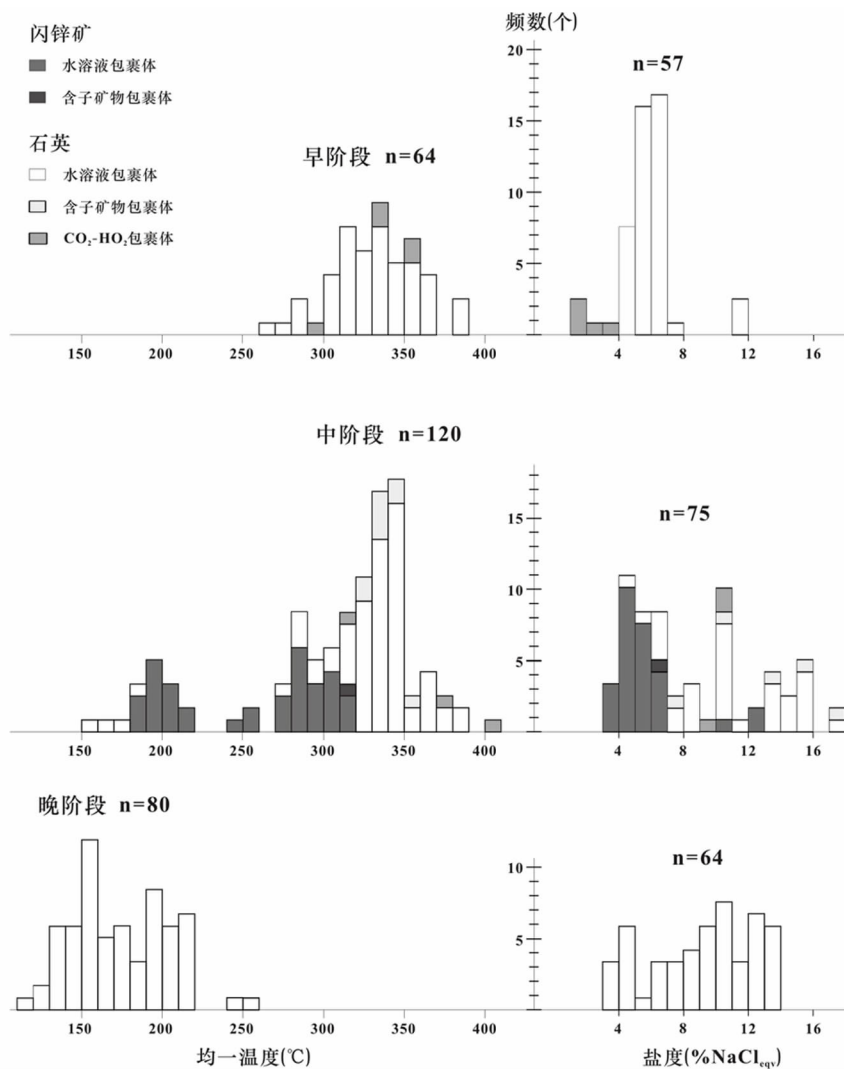 闪锌矿
水溶液包裹体
含子矿物包裹体
石英
水溶液包裹体
含子矿物包裹体
CO₂-HO₂包裹体
早阶段 n=64
150 200 250 300 350 400
频数(个)
n=57
20
15
10
5
4 8 12 16
中阶段 n=120
150 200 250 300 350 400
n=75
15
10
5
4 8 12 16
晚阶段 n=80
150 200 250 300 350 400
均一温度(℃)
n=64
10
5
4 8 12 16
盐度(%NaCl eqv)